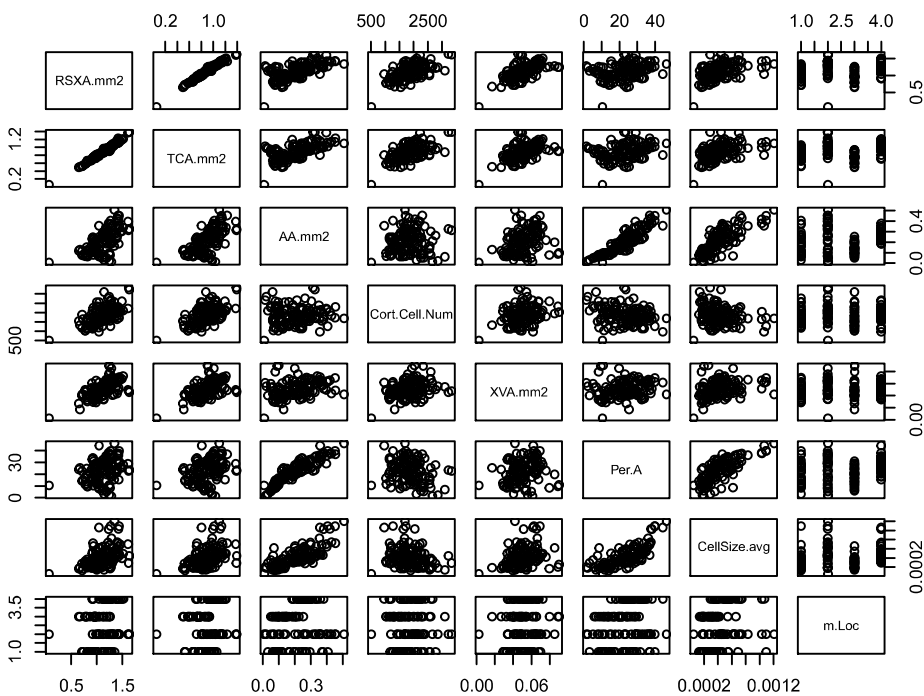 500 2500
0.2 1.0
0 20 40
1.0 2.5 4.0
RSXA.mm2
0.5
0.2 1.2
TCA.mm2
AA.mm2
0.0 0.4
500
Cort.Cell.Num
XVA.mm2
0.00
0 30
Per.A
CellSize.avg
0.0002
1.0 3.5
m.Loc
0.5 1.5
0.0 0.3
0.00 0.06
0.0002 0.0012